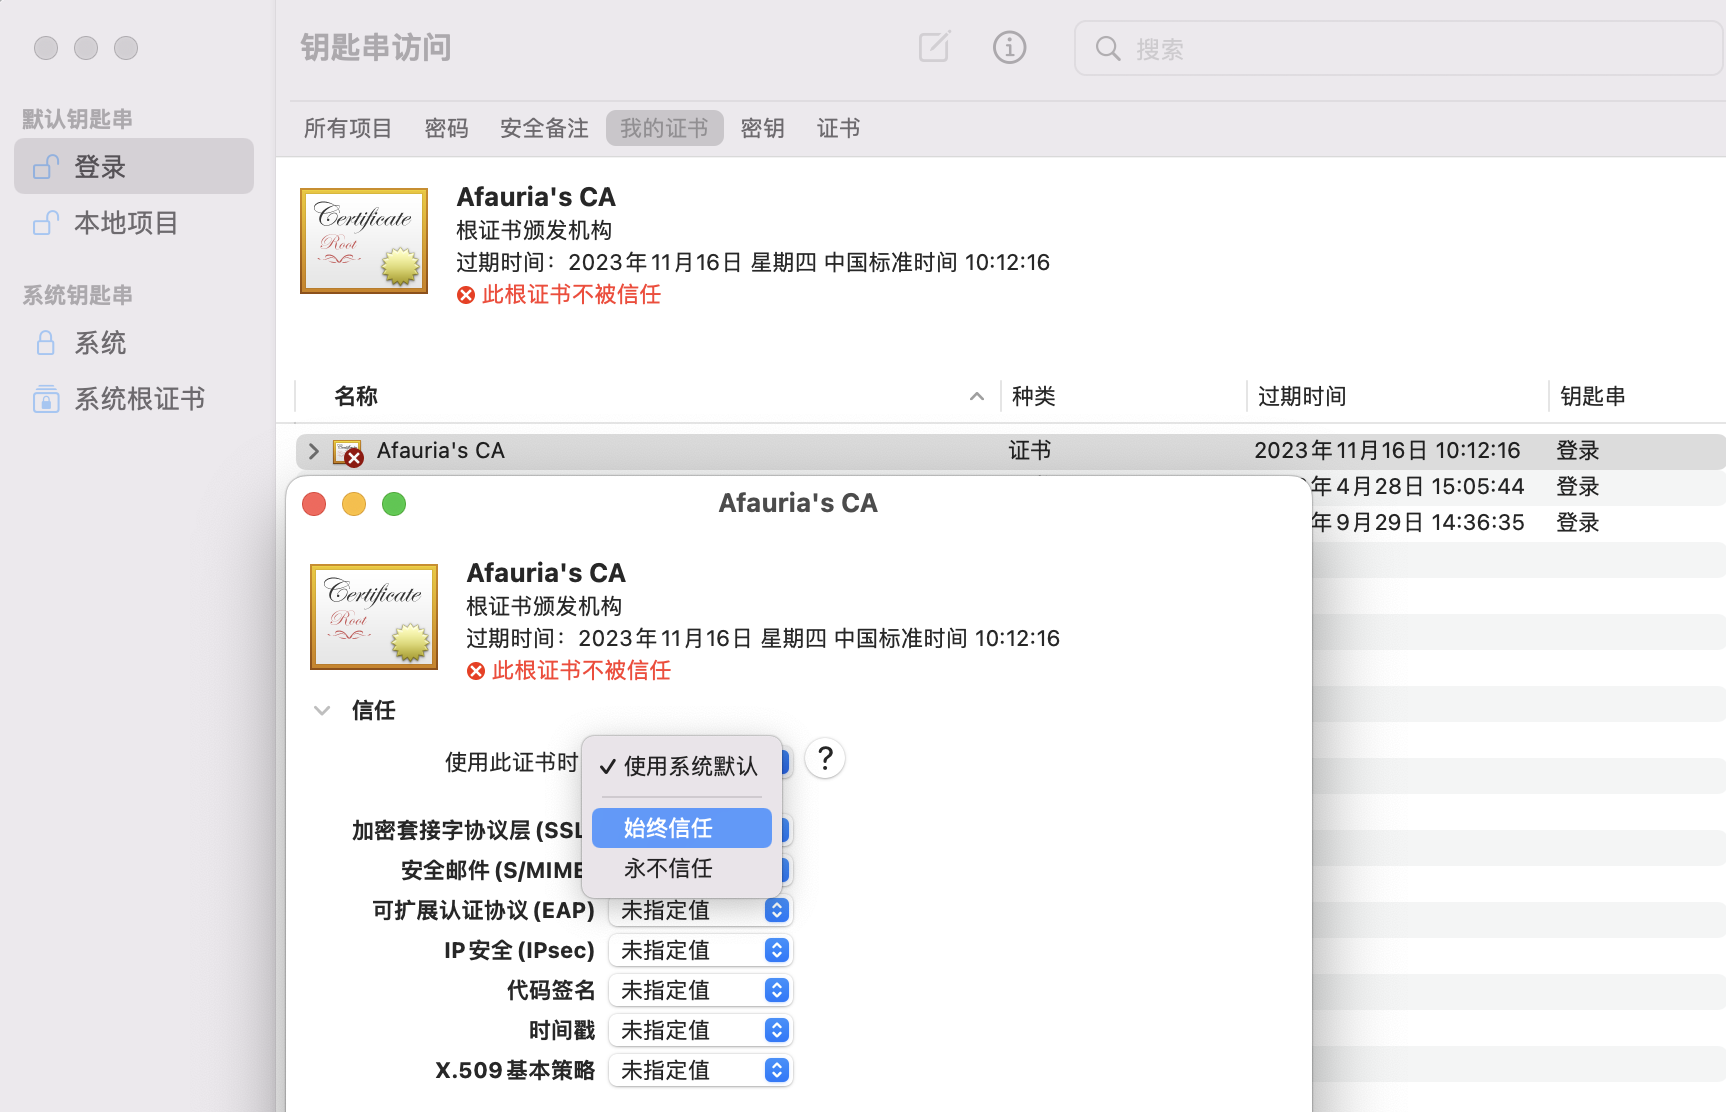 钥匙串访问
搜索
默认钥匙串
登录
本地项目
系统钥匙串
系统
系统根证书
所有项目 密码 安全备注 我的证书 密钥 证书
Certificate
Root
Afauria's CA
根证书颁发机构
过期时间：2023年11月16日 星期四 中国标准时间 10:12:16
此根证书不被信任
名称 种类 过期时间 钥匙串
Afauria's CA 证书 2023年11月16日 10:12:16 登录
年4月28日 15:05:44 登录
年9月29日 14:36:35 登录
Afauria's CA
Certificate
Root
Afauria's CA
根证书颁发机构
过期时间：2023年11月16日 星期四 中国标准时间 10:12:16
此根证书不被信任
信任
使用此证书时 ?
✓ 使用系统默认
始终信任
永不信任
加密套接字协议层 (SSL
安全邮件 (S/MIME
可扩展认证协议 (EAP) 未指定值
IP 安全 (IPsec) 未指定值
代码签名 未指定值
时间戳 未指定值
X.509 基本策略 未指定值